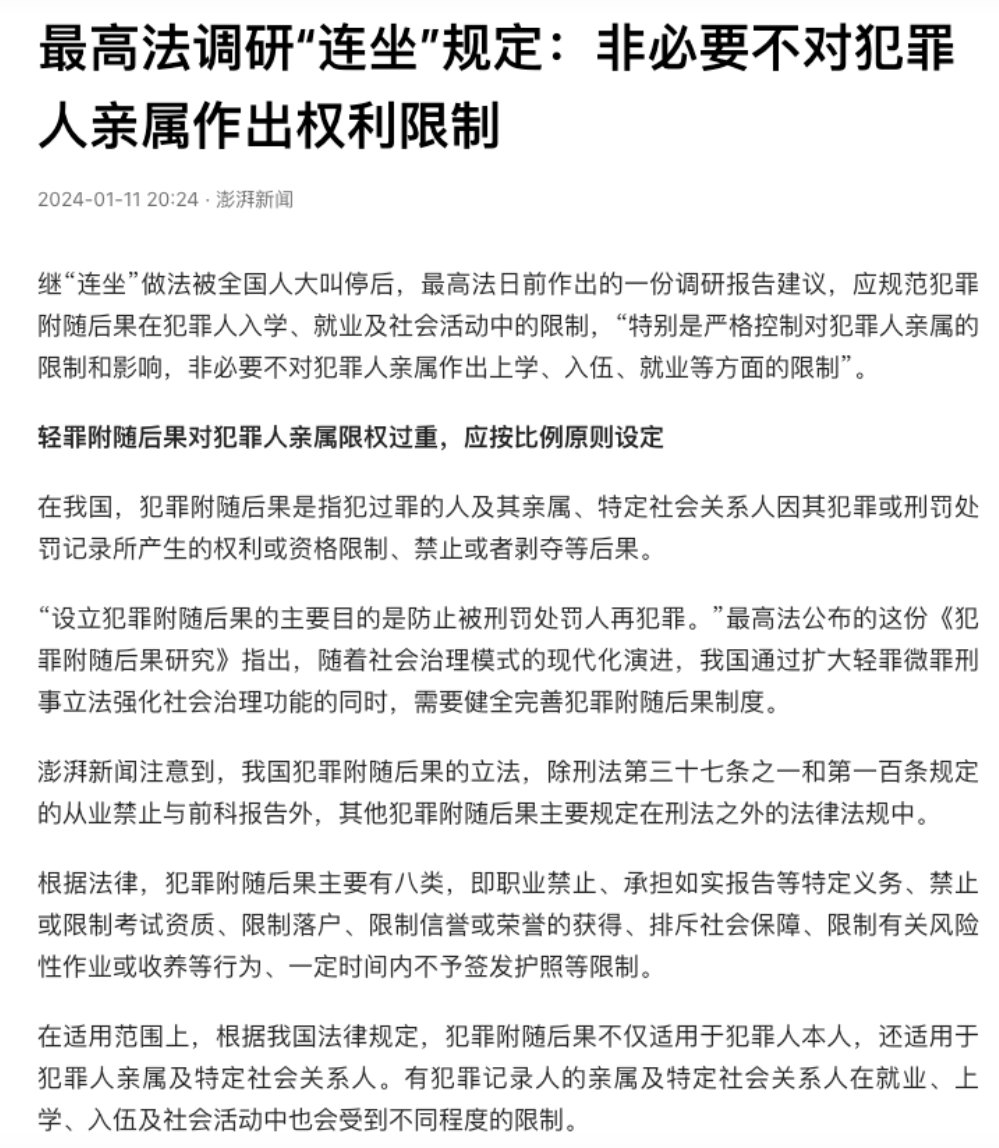 最高法调研“连坐”规定：非必要不对犯罪
人亲属作出权利限制
2024-01-11 20:24 · 澎湃新闻
继“连坐”做法被全国人大叫停后，最高法日前作出的一份调研报告建议，应规范犯罪
附随后果在犯罪人入学、就业及社会活动中的限制，“特别是严格控制对犯罪人亲属的
限制和影响，非必要不对犯罪人亲属作出上学、入伍、就业等方面的限制”。
轻罪附随后果对犯罪人亲属限权过重，应按比例原则设定
在我国，犯罪附随后果是指犯过罪的人及其亲属、特定社会关系人因其犯罪或刑罚处
罚记录所产生的权利或资格限制、禁止或者剥夺等后果。
“设立犯罪附随后果的主要目的是防止被刑罚处罚人再犯罪。”最高法公布的这份《犯
罪附随后果研究》指出，随着社会治理模式的现代化演进，我国通过扩大轻罪微罪刑
事立法强化社会治理功能的同时，需要健全完善犯罪附随后果制度。
澎湃新闻注意到，我国犯罪附随后果的立法，除刑法第三十七条之一和第一百条规定
的从业禁止与前科报告外，其他犯罪附随后果主要规定在刑法之外的法律法规中。
根据法律，犯罪附随后果主要有八类，即职业禁止、承担如实报告等特定义务、禁止
或限制考试资质、限制落户、限制信誉或荣誉的获得、排斥社会保障、限制有关风险
性作业或收养等行为、一定时间内不予签发护照等限制。
在适用范围上，根据我国法律规定，犯罪附随后果不仅适用于犯罪人本人，还适用于
犯罪人亲属及特定社会关系人。有犯罪记录人的亲属及特定社会关系人在就业、上
学、入伍及社会活动中也会受到不同程度的限制。